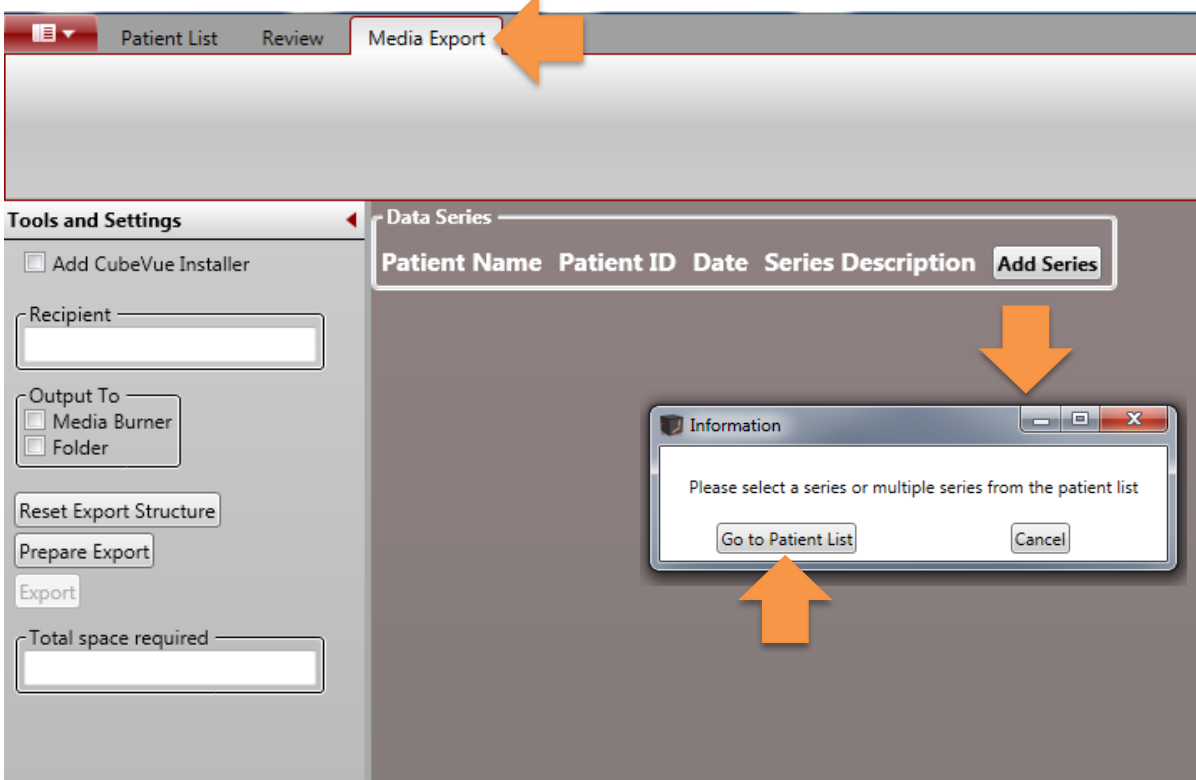 Patient List Review Media Export
Tools and Settings
Add CubeVue Installer
Recipient
Output To
Media Burner
Folder
Reset Export Structure
Prepare Export
Export
Total space required
Data Series
Patient Name Patient ID Date Series Description Add Series
Information
Please select a series or multiple series from the patient list
Go to Patient List Cancel